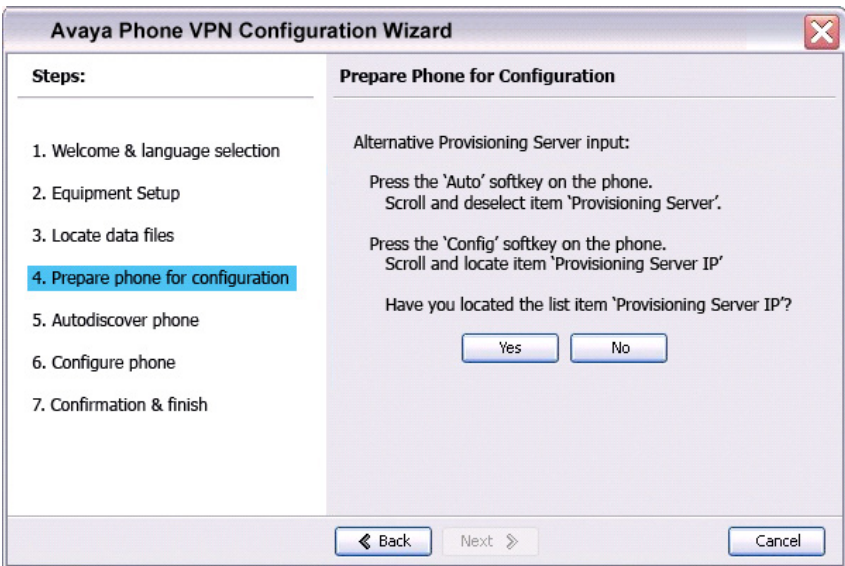 Avaya Phone VPN Configuration Wizard
Steps:
1. Welcome & language selection
2. Equipment Setup
3. Locate data files
4. Prepare phone for configuration
5. Autodiscover phone
6. Configure phone
7. Confirmation & finish
Prepare Phone for Configuration
Alternative Provisioning Server input:
Press the ‘Auto’ softkey on the phone.
Scroll and deselect item ‘Provisioning Server’.
Press the ‘Config’ softkey on the phone.
Scroll and locate item ‘Provisioning Server IP’
Have you located the list item ‘Provisioning Server IP’?
Yes No
Back Next Cancel